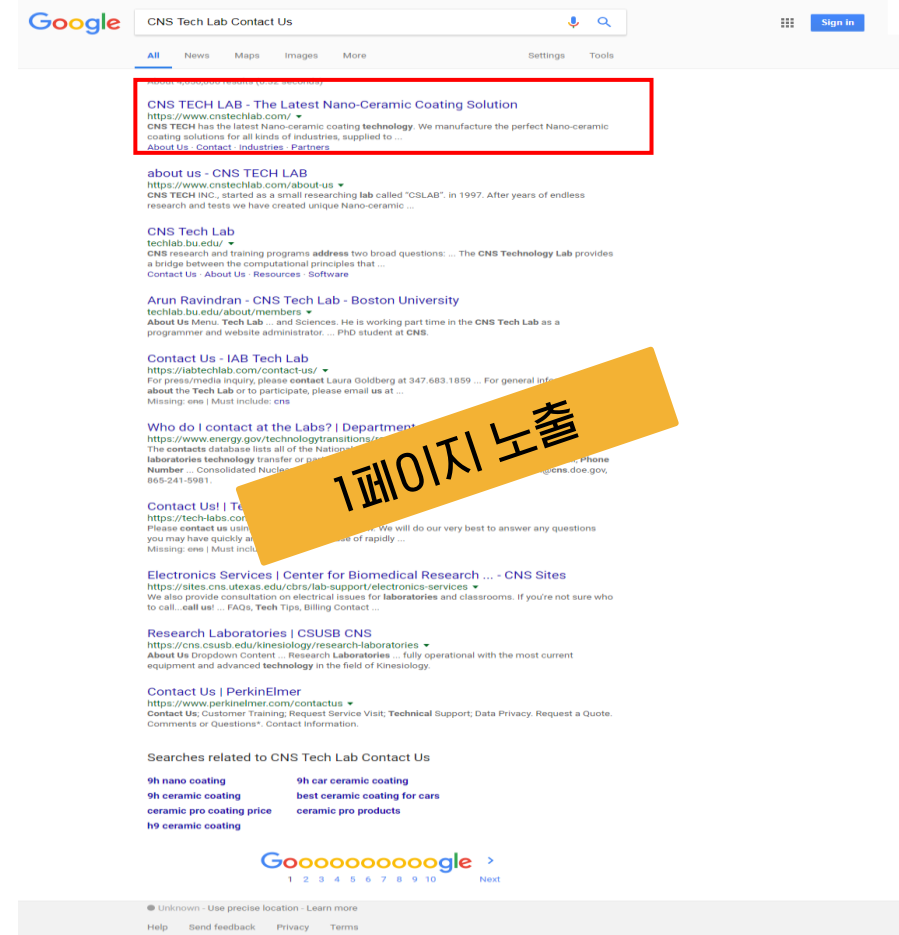 Google
CNS Tech Lab Contact Us
Sign in
All News Maps Images More Settings Tools
CNS TECH LAB - The Latest Nano-Ceramic Coating Solution
https://www.cnstechlab.com/
CNS TECH has the latest Nano-ceramic coating technology. We manufacture the perfect Nano-ceramic
coating solutions for all kinds of industries, supplied to ...
About Us · Contact · Industries · Partners
about us - CNS TECH LAB
https://www.cnstechlab.com/about-us
CNS TECH INC., started as a small researching lab called "CSLAB". in 1997. After years of endless
research and tests we have created unique Nano-ceramic ...
CNS Tech Lab
techlab.bu.edu/
CNS research and training programs address two broad questions: ... The CNS Technology Lab provides
a bridge between the computational principles that ...
Contact Us · About Us · Resources · Software
Arun Ravindran - CNS Tech Lab - Boston University
techlab.bu.edu/about/members
About Us Menu. Tech Lab ... and Sciences. He is working part time in the CNS Tech Lab as a
programmer and website administrator. ... PhD student at CNS.
Contact Us - IAB Tech Lab
https://iabtechlab.com/contact-us/
For press/media inquiry, please contact Laura Goldberg at 347.683.1859 ... For general
about the Tech Lab or to participate, please email us at ...
Missing: cns | Must include: cns
Who do I contact at the Labs? | Department
https://www.energy.gov/technologytransitions/
The contacts database lists all of the
laboratories technology transfer or Phone
Number ... Consolidated @cns.doe.gov,
865-241-5981.
1페이지 노출
Contact Us! |
https://tech-labs.com
Please contact us We will do our very best to answer any questions
you may have quickly of rapidly ...
Missing: cns | Must
Electronics Services | Center for Biomedical Research ... - CNS Sites
https://sites.cns.utexas.edu/cbrs/lab-support/electronics-services
We also provide consultation on electrical issues for laboratories and classrooms. If you're not sure who
to call...call us! ... FAQs, Tech Tips, Billing Contact ...
Research Laboratories | CSUSB CNS
https://cns.csusb.edu/kinesiology/research-laboratories
About Us Dropdown Content ... Research Laboratories ... fully operational with the most current
equipment and advanced technology in the field of Kinesiology.
Contact Us | PerkinElmer
https://www.perkinelmer.com/contactus
Contact Us; Customer Training; Request Service Visit; Technical Support; Data Privacy. Request a Quote.
Comments or Questions*. Contact Information.
Searches related to CNS Tech Lab Contact Us
9h nano coating 9h car ceramic coating
9h ceramic coating best ceramic coating for cars
ceramic pro coating price ceramic pro products
h9 ceramic coating
Goooooooooogle >
1 2 3 4 5 6 7 8 9 10 Next
Unknown - Use precise location - Learn more
Help Send feedback Privacy Terms